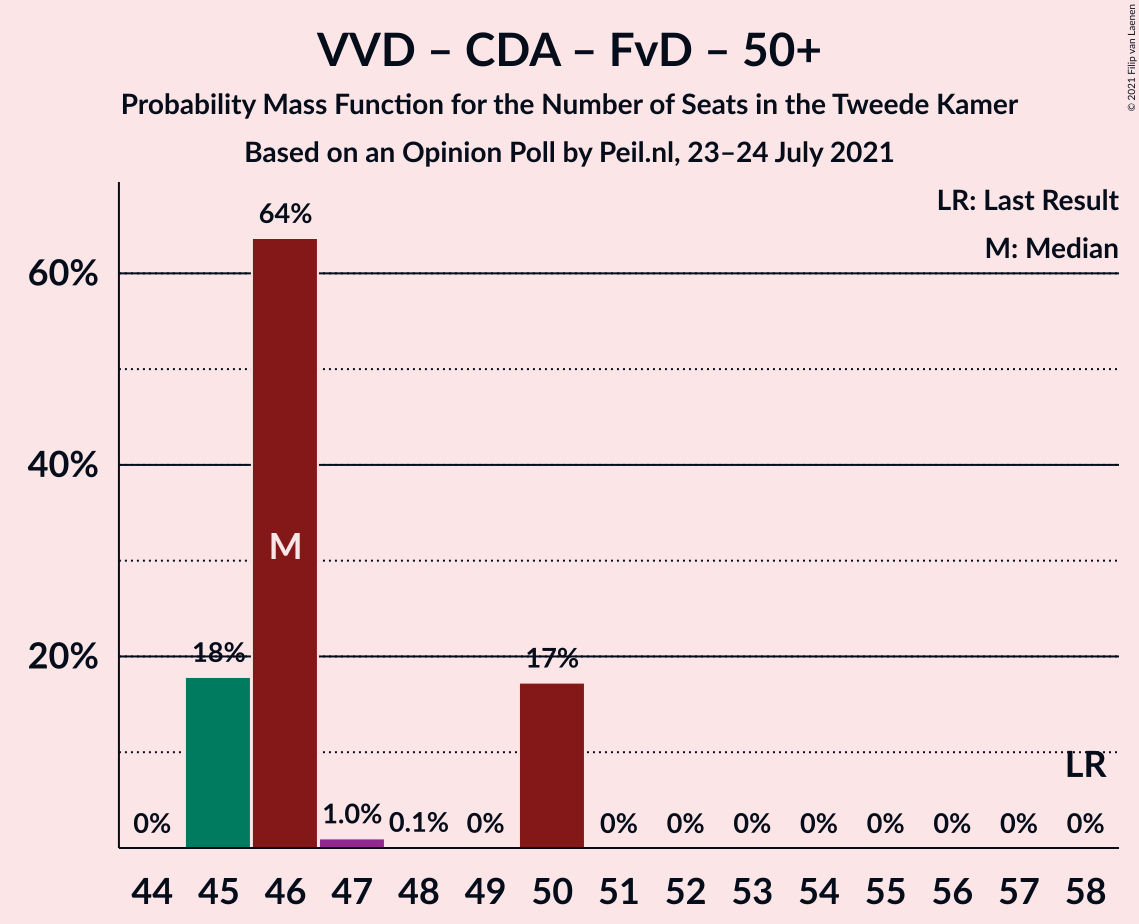 VVD – CDA – FvD – 50+
Probability Mass Function for the Number of Seats in the Tweede Kamer
Based on an Opinion Poll by Peil.nl, 23–24 July 2021
© 2021 Filip van Laenen
LR: Last Result
M: Median
60%
40%
20%
0% 18% 64% 1.0% 0.1% 0% 17% 0% 0% 0% 0% 0% 0% 0% 0%
M
LR
44 45 46 47 48 49 50 51 52 53 54 55 56 57 58